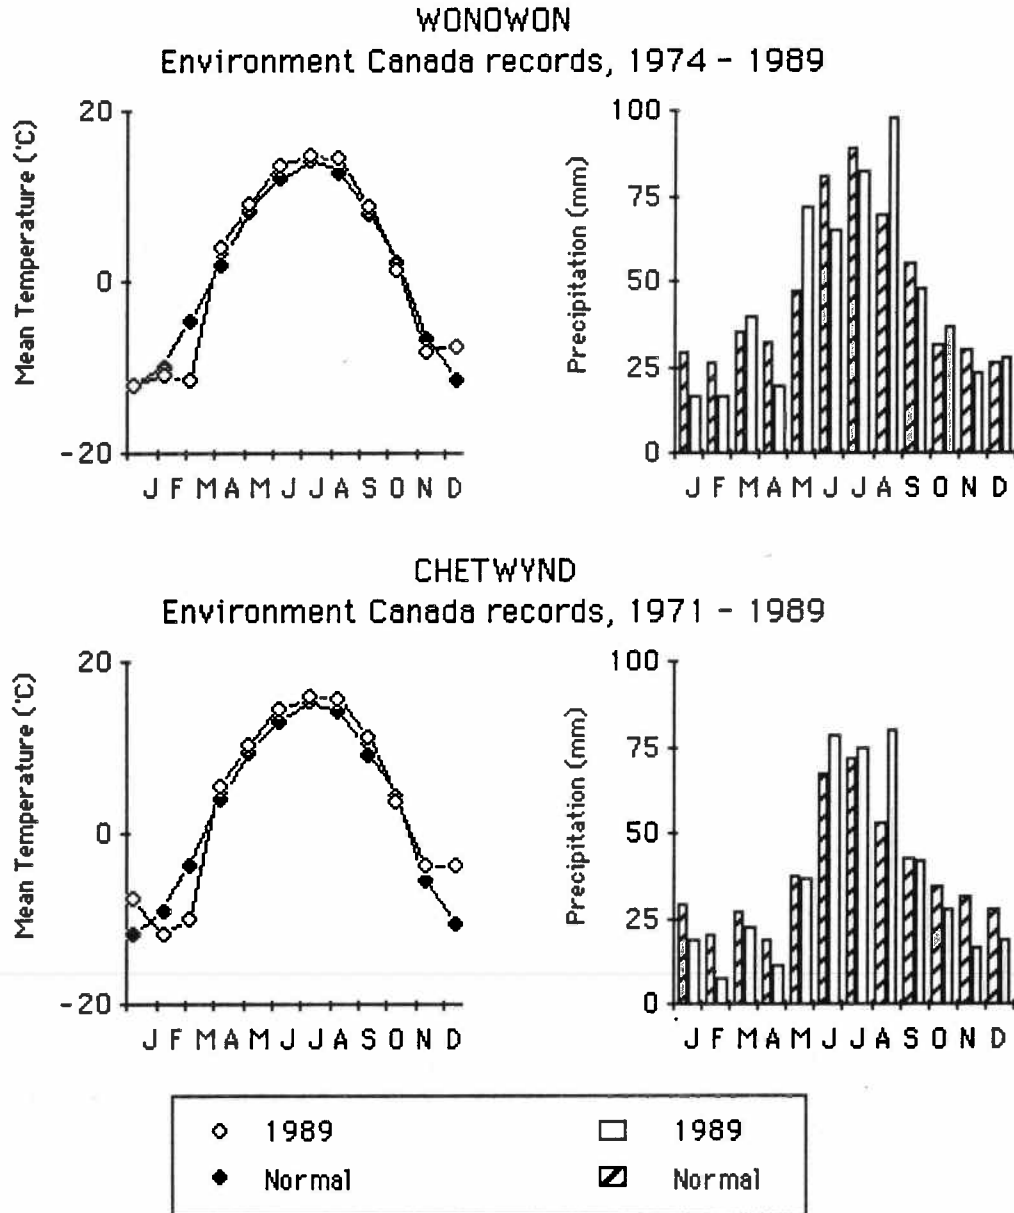 WONOWON
Environment Canada records, 1974 - 1989
Mean Temperature (°C)
20
0
-20
J F M A M J J A S O N D
Precipitation (mm)
100
75
50
25
0
J F M A M J J A S O N D
CHETWYND
Environment Canada records, 1971 - 1989
Mean Temperature (°C)
20
0
-20
J F M A M J J A S O N D
Precipitation (mm)
100
75
50
25
0
J F M A M J J A S O N D
1989
Normal
1989
Normal